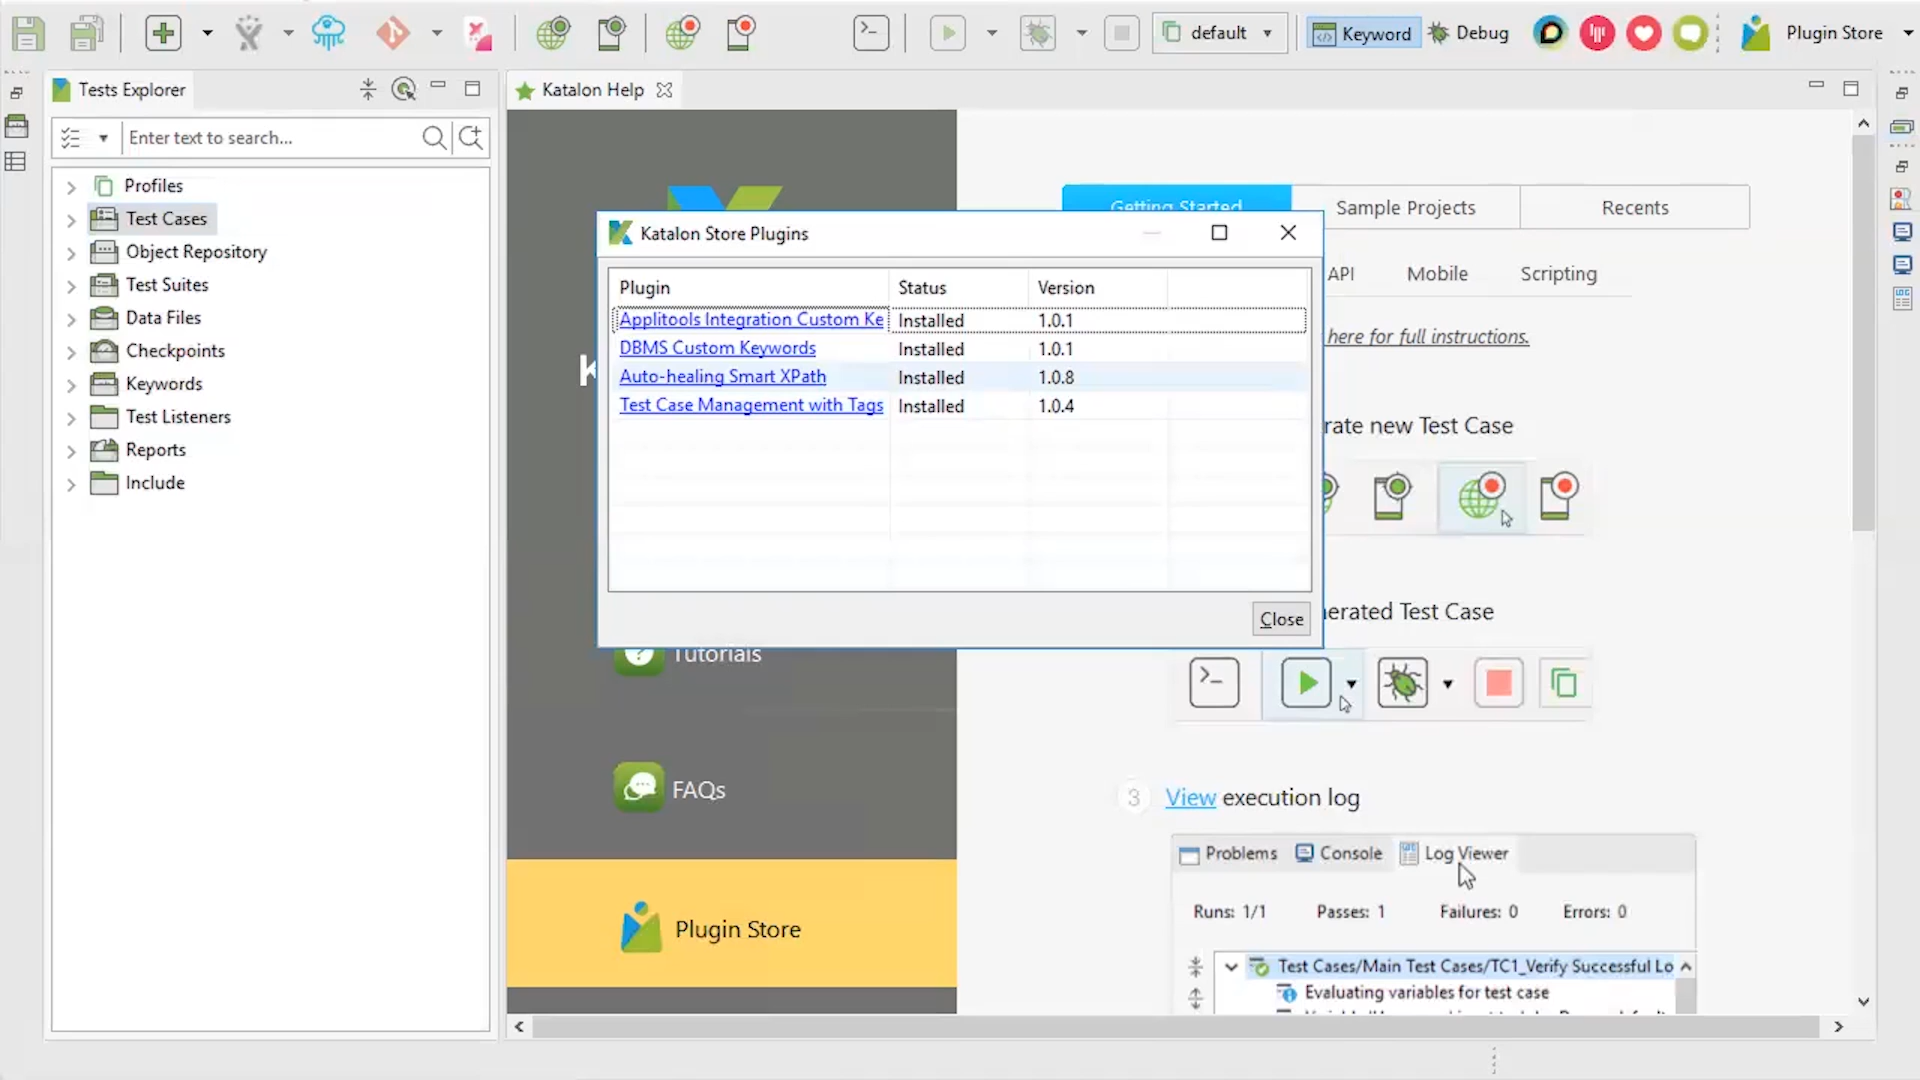 default
Keyword
Debug
Plugin Store
Tests Explorer
Katalon Help
Enter text to search...
Profiles
Test Cases
Object Repository
Test Suites
Data Files
Checkpoints
Keywords
Test Listeners
Reports
Include
Getting Started
Sample Projects
Recents
API
Mobile
Scripting
here for full instructions.
Katalon Store Plugins
Plugin Status Version
Applitools Integration Custom Ke Installed 1.0.1
DBMS Custom Keywords Installed 1.0.1
Auto-healing Smart XPath Installed 1.0.8
Test Case Management with Tags Installed 1.0.4
Close
K
rate new Test Case
erated Test Case
Tutorials
FAQs
Plugin Store
3 View execution log
Problems Console Log Viewer
Runs: 1/1 Passes: 1 Failures: 0 Errors: 0
Test Cases/Main Test Cases/TC1_Verify Successful Lo
Evaluating variables for test case